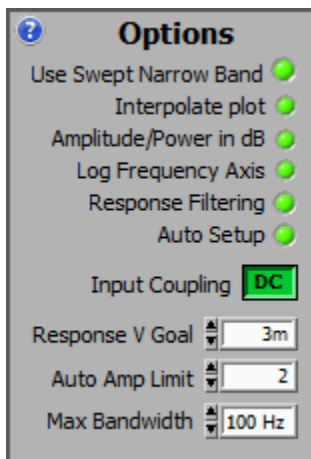 ? Options
Use Swept Narrow Band
Interpolate plot
Amplitude/Power in dB
Log Frequency Axis
Response Filtering
Auto Setup
Input Coupling DC
Response V Goal 3m
Auto Amp Limit 2
Max Bandwidth 100 Hz